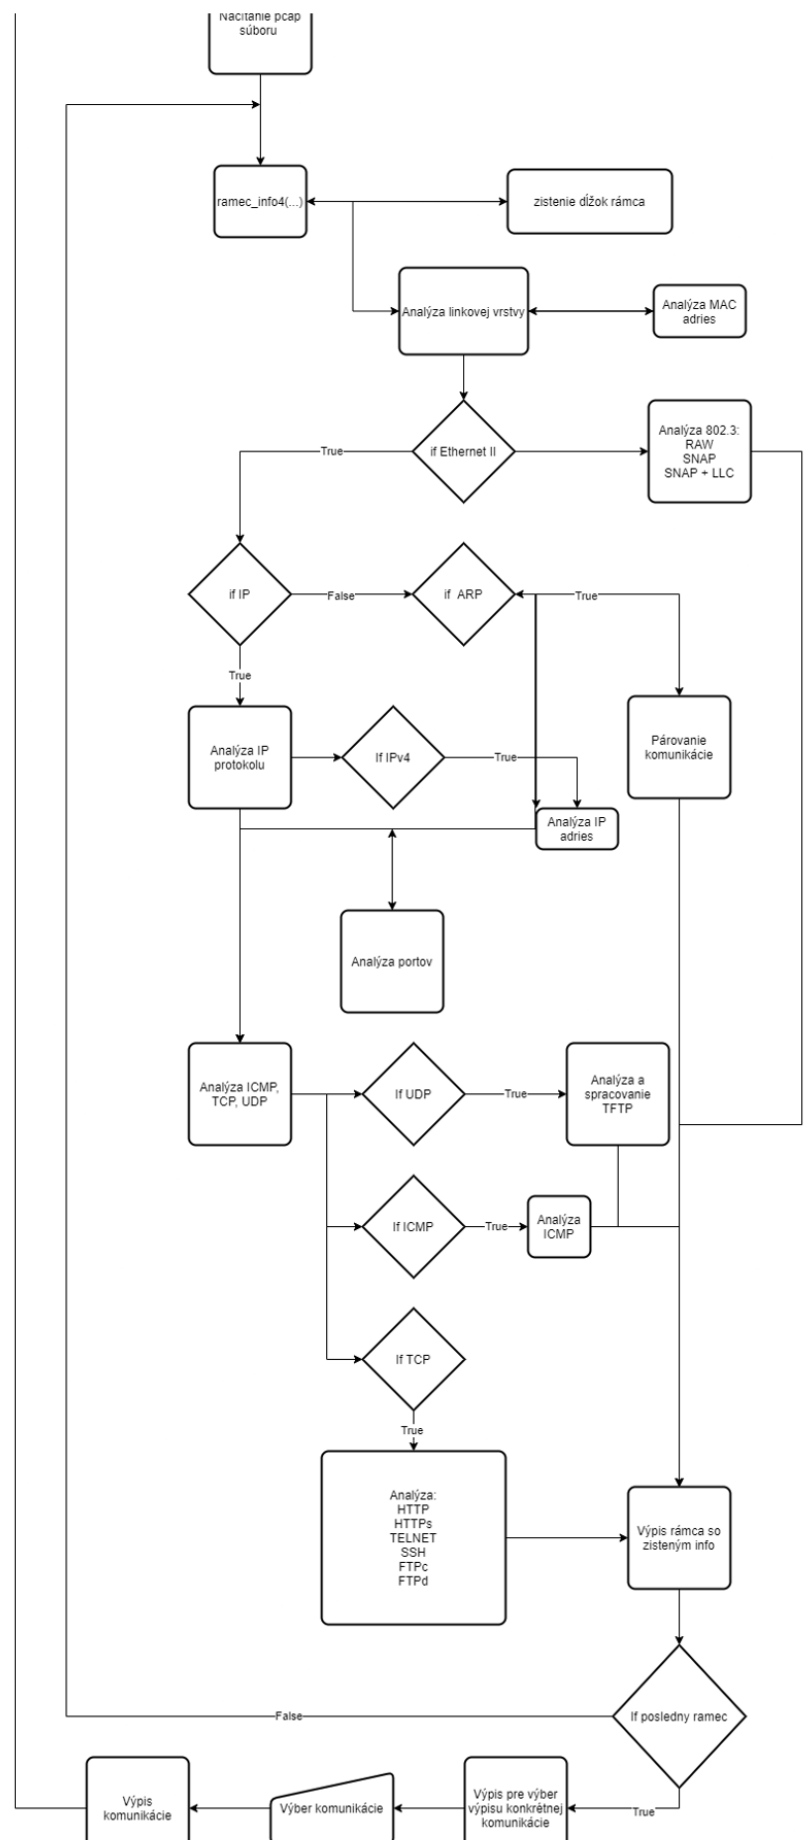 Načítanie pcap
súboru
ramec_info4(...)
zistenie dĺžok rámca
Analýza linkovej vrstvy
Analýza MAC
adries
if Ethernet II
True
Analýza 802.3:
RAW
SNAP
SNAP + LLC
if IP
False
if ARP
True
True
Analýza IP
protokolu
If IPv4
True
Párovanie
komunikácie
Analýza IP
adries
Analýza portov
Analýza ICMP,
TCP, UDP
If UDP
True
Analýza a
spracovanie
TFTP
If ICMP
True
Analýza
ICMP
If TCP
True
Analýza:
HTTP
HTTPs
TELNET
SSH
FTPc
FTPd
Výpis rámca so
zisteným info
If posledny ramec
False
True
Výpis
komunikácie
Výber komunikácie
Výpis pre výber
výpisu konkrétnej
komunikácie